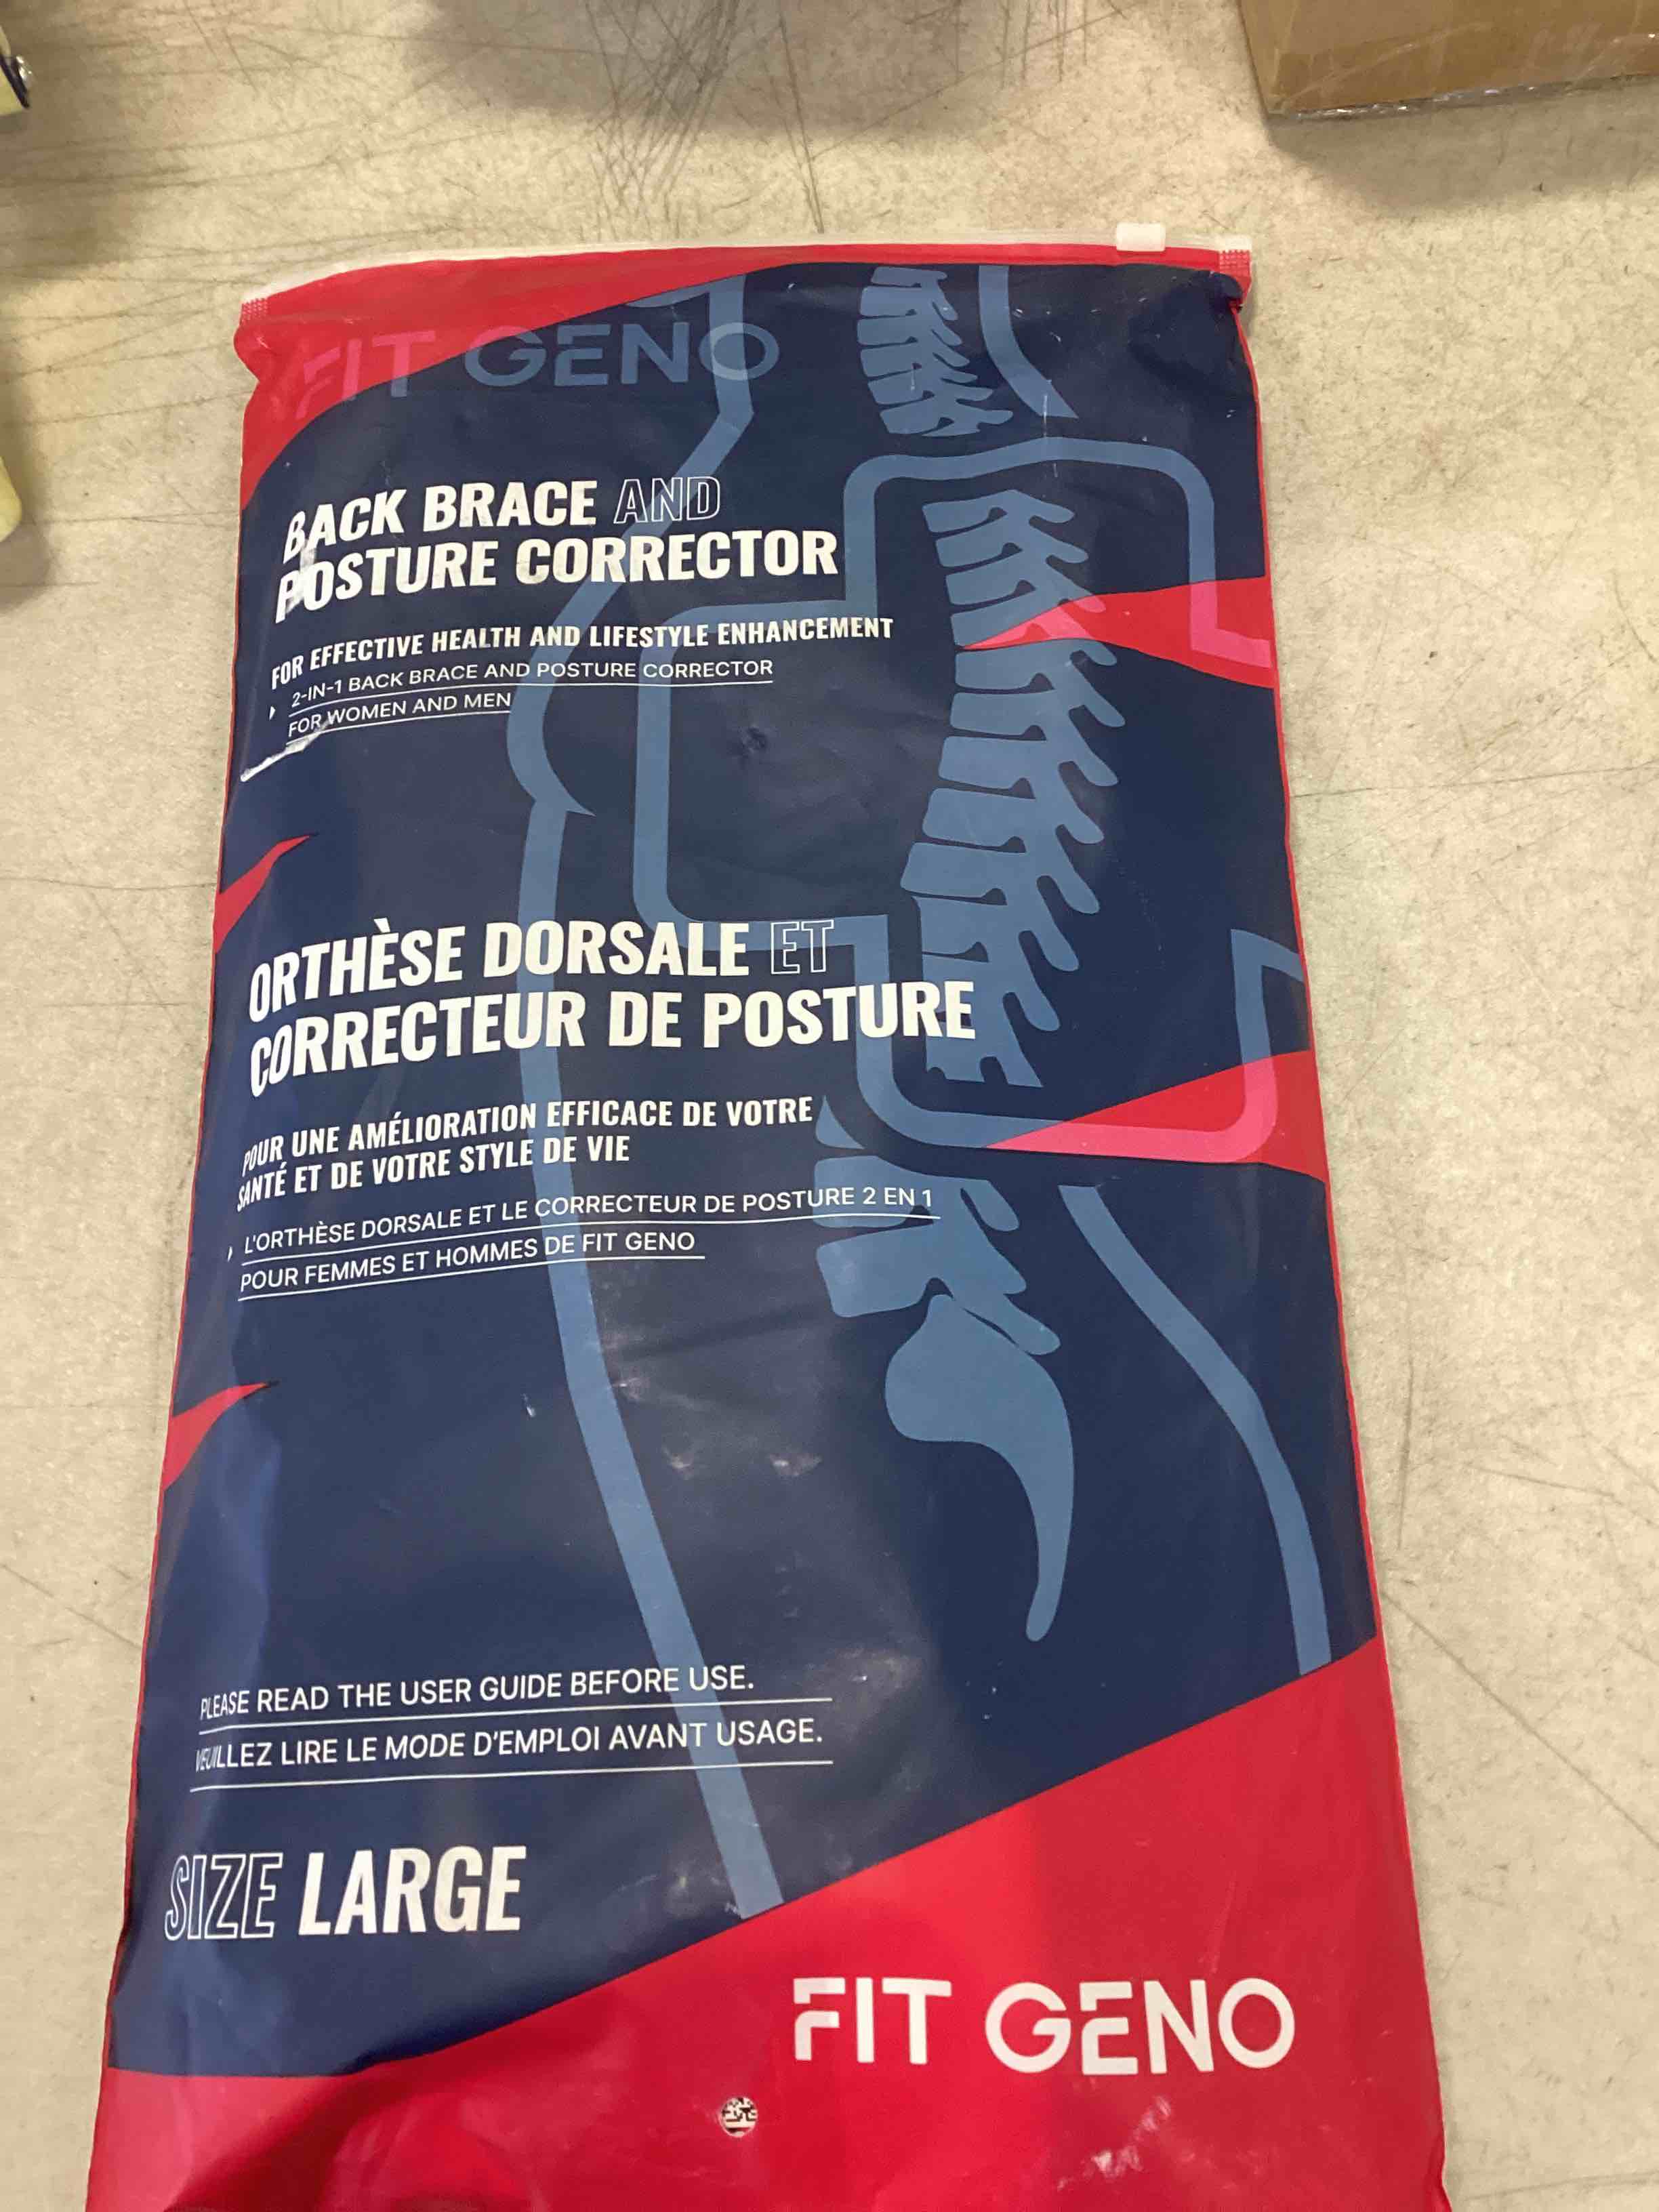 FIT GENO
BACK BRACE AND
POSTURE CORRECTOR
FOR EFFECTIVE HEALTH AND LIFESTYLE ENHANCEMENT
2-IN-1 BACK BRACE AND POSTURE CORRECTOR
FOR WOMEN AND MEN
ORTHÈSE DORSALE ET
CORRECTEUR DE POSTURE
POUR UNE AMÉLIORATION EFFICACE DE VOTRE
SANTÉ ET DE VOTRE STYLE DE VIE
L'ORTHÈSE DORSALE ET LE CORRECTEUR DE POSTURE 2 EN 1
POUR FEMMES ET HOMMES DE FIT GENO
PLEASE READ THE USER GUIDE BEFORE USE.
VEUILLEZ LIRE LE MODE D'EMPLOI AVANT USAGE.
SIZE LARGE
FIT GENO